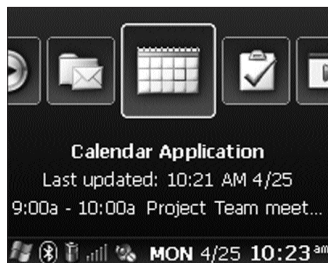 Calendar Application
Last updated: 10:21 AM 4/25
9:00a - 10:00a Project Team meet...
MON 4/25 10:23 am